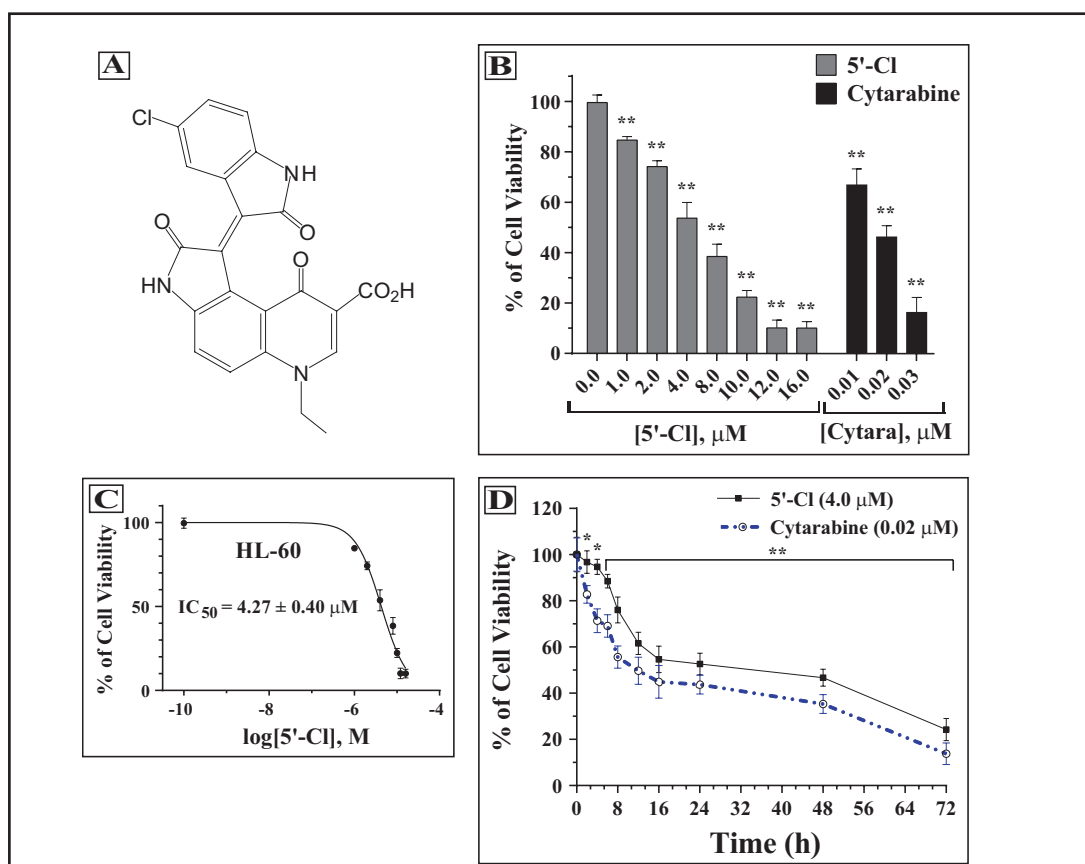 A
Cl
NH
O
O
O
NH
CO2H
N
B
5'-Cl
Cytarabine
% of Cell Viability
100
80
60
40
20
0
**
**
**
**
**
**
**
**
**
**
0.0
1.0
2.0
4.0
8.0
10.0
12.0
16.0
0.01
0.02
0.03
[5'-Cl], μM
[Cytara], μM
C
% of Cell Viability
100
50
0
HL-60
IC50 = 4.27 ± 0.40 μM
-10
-8
-6
-4
log[5'-Cl], M
D
5'-Cl (4.0 μM)
Cytarabine (0.02 μM)
% of Cell Viability
120
100
80
60
40
20
0
*
*
**
0
8
16
24
32
40
48
56
64
72
Time (h)